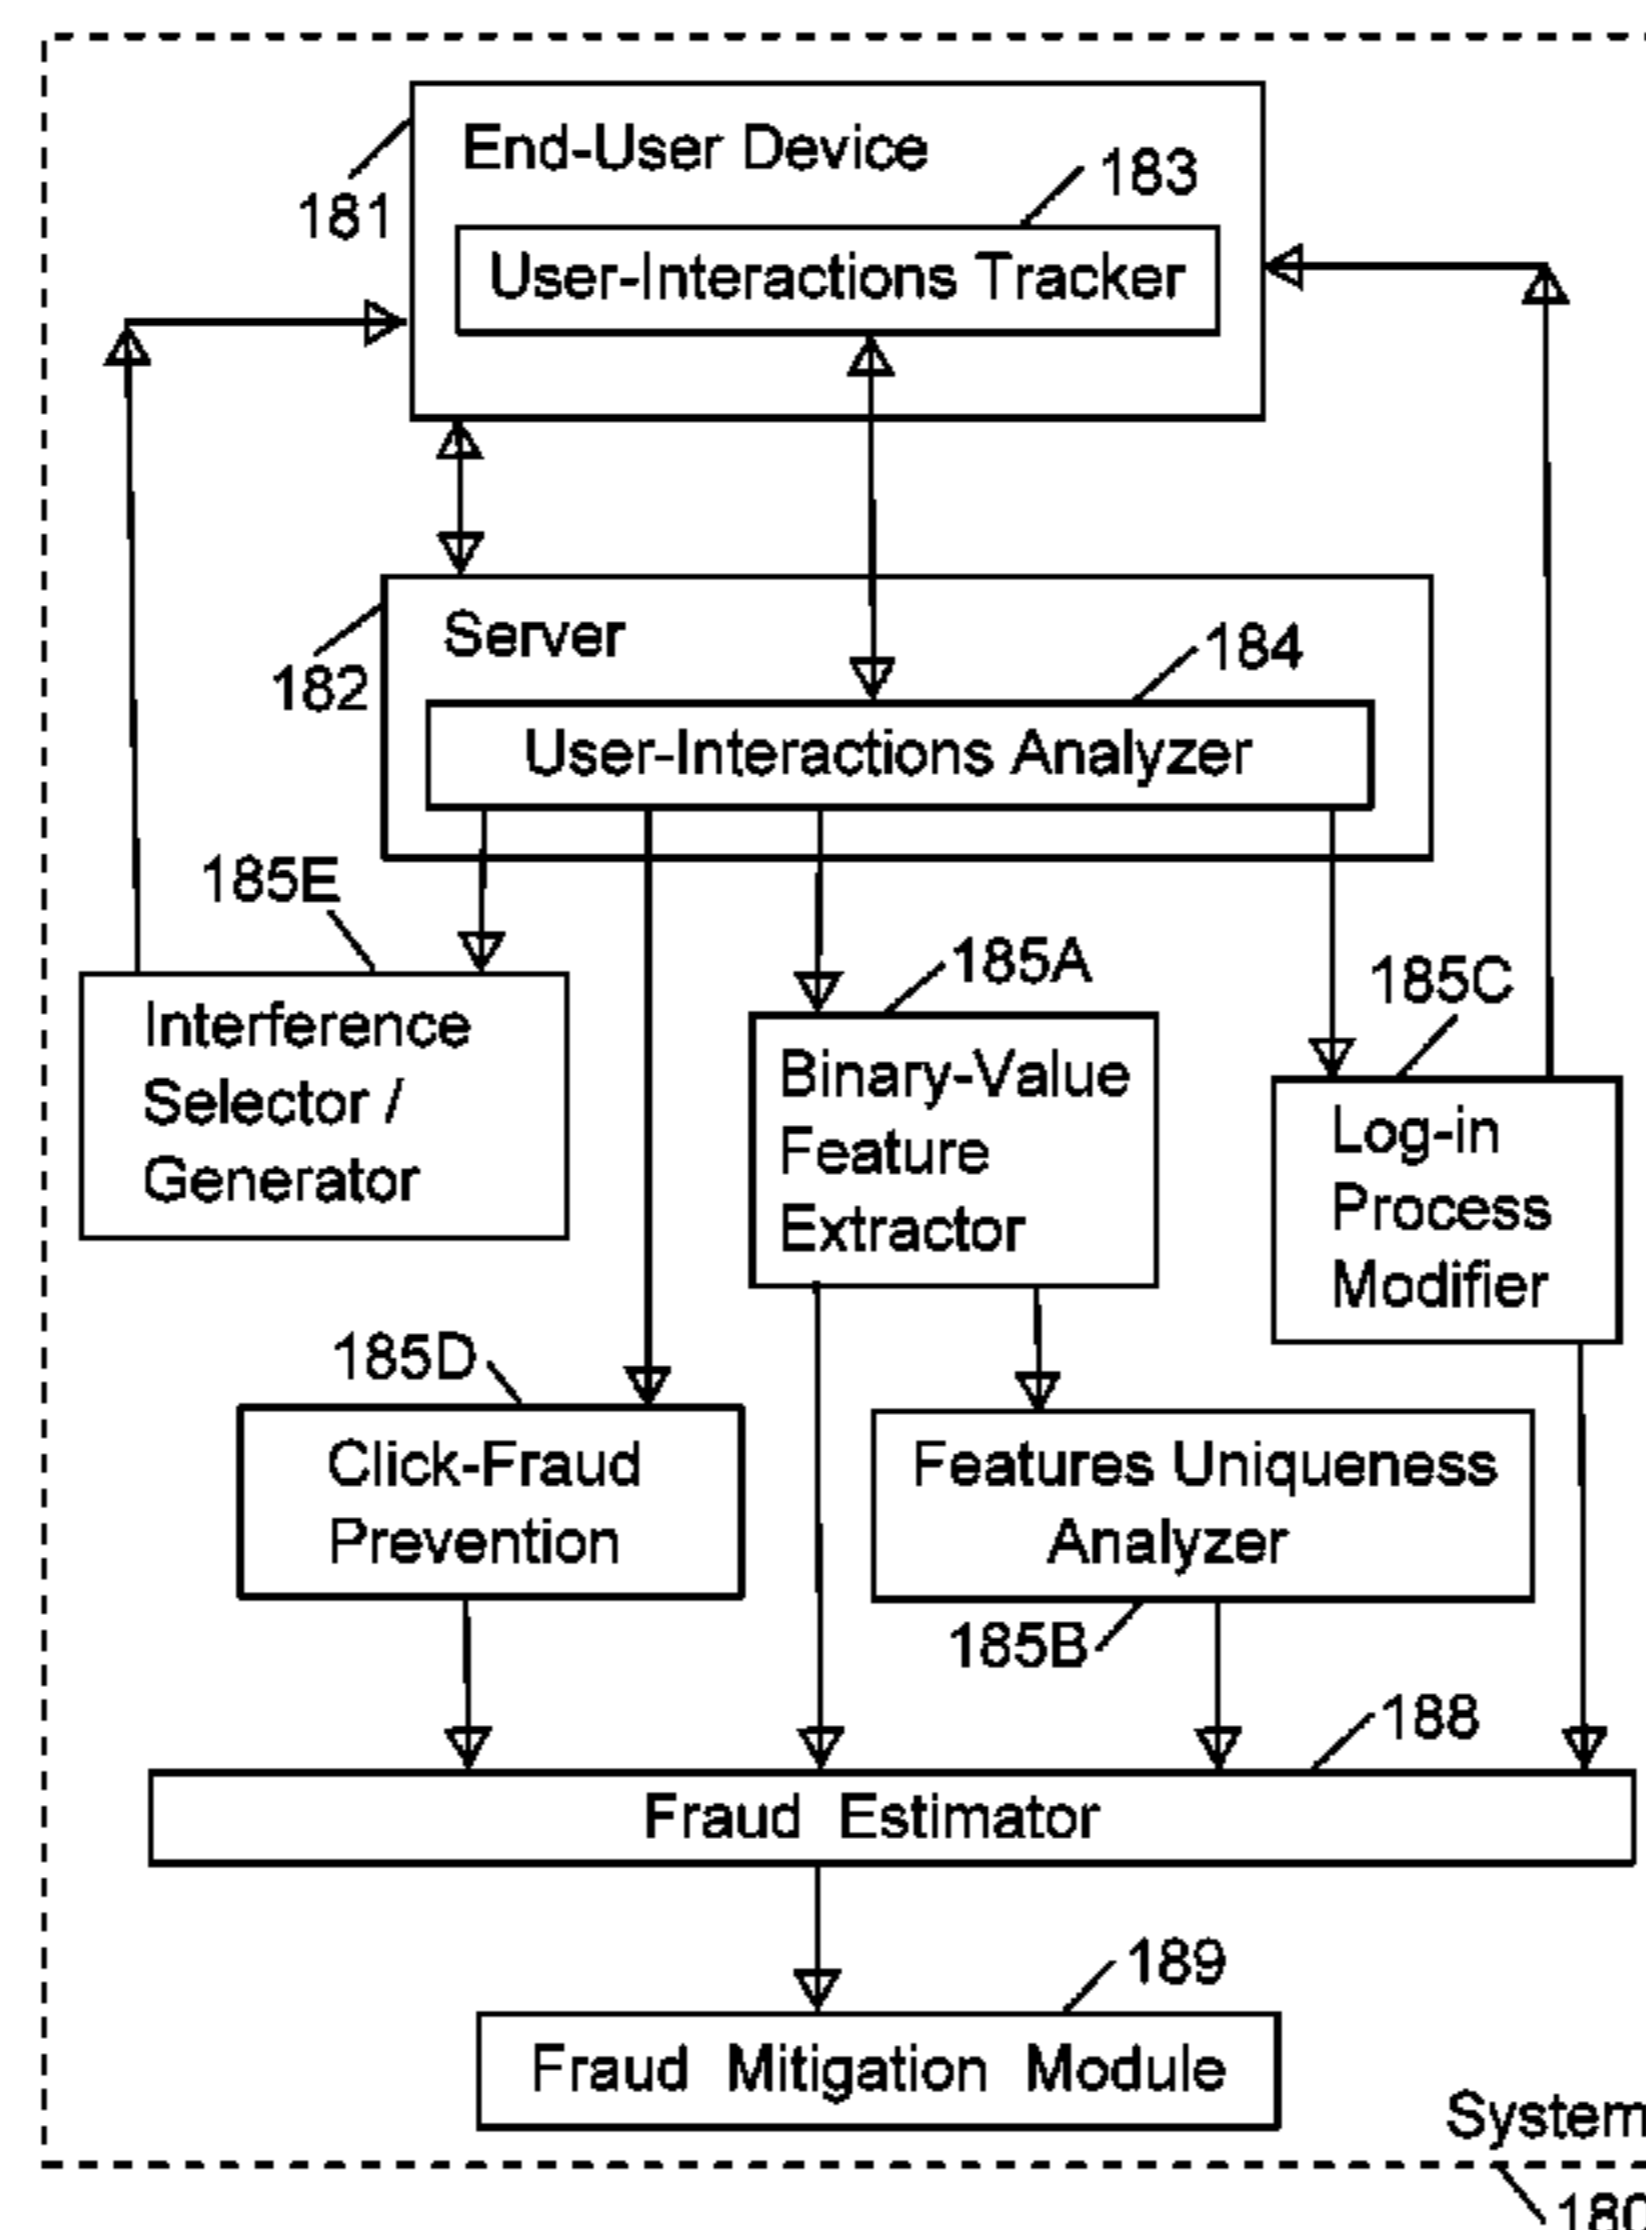 End-User Device
183
181
User-Interactions Tracker
Server
184
182
User-Interactions Analyzer
185E
185A
185C
Interference
Selector /
Generator
Binary-Value
Feature
Extractor
Log-in
Process
Modifier
185D
Click-Fraud
Prevention
Features Uniqueness
Analyzer
185B
188
Fraud Estimator
189
Fraud Mitigation Module
System
180